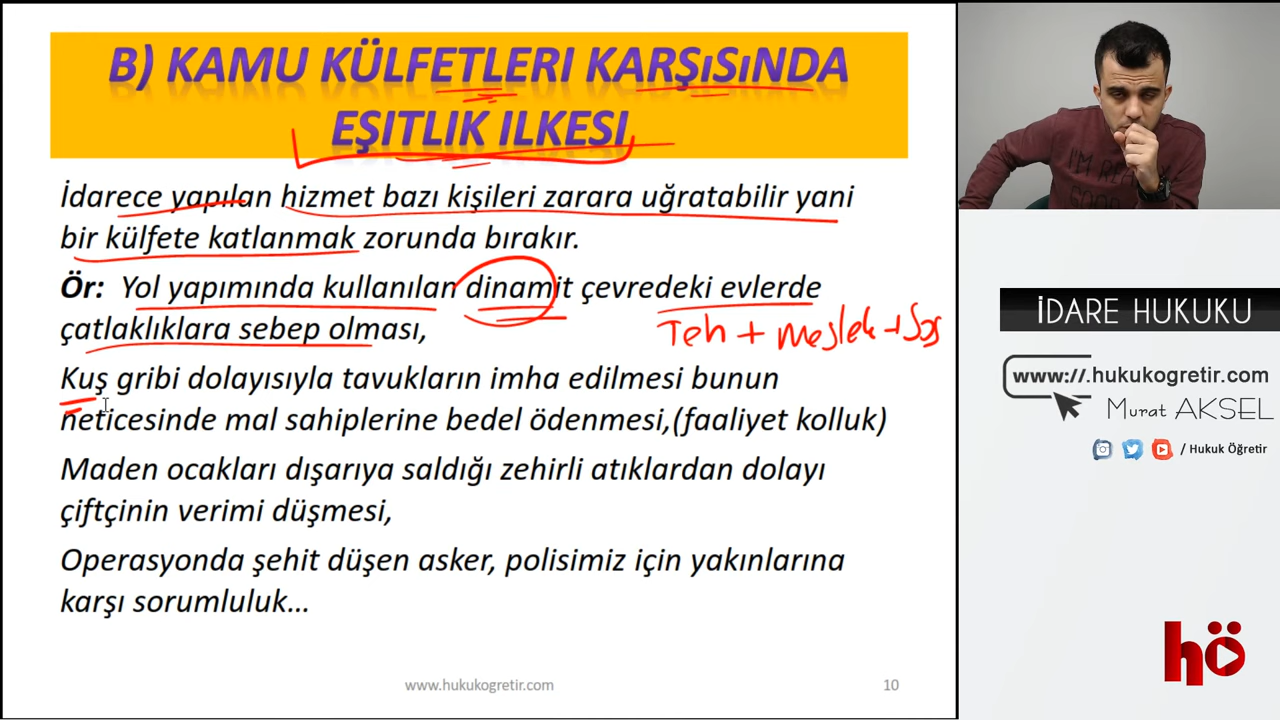 B) KAMU KÜLFETLERI KARŞISINDA
EŞITLIK ILKESI
İdarece yapılan hizmet bazı kişileri zarara uğratabilir yani
bir külfete katlanmak zorunda bırakır.
Ör: Yol yapımında kullanılan dinamit çevredeki evlerde
çatlaklıklara sebep olması,
Teh + meslek +
Kuş gribi dolayısıyla tavukların imha edilmesi bunun
neticesinde mal sahiplerine bedel ödenmesi,(faaliyet kolluk)
Maden ocakları dışarıya saldığı zehirli atıklardan dolayı
çiftçinin verimi düşmesi,
Operasyonda şehit düşen asker, polisimiz için yakınlarına
karşı sorumluluk...
www.hukukogretir.com
10
I'M REA
İDARE HUKUKU
www://.hukukogretir.com
Murat AKSEL
/ Hukuk Öğretir
hö